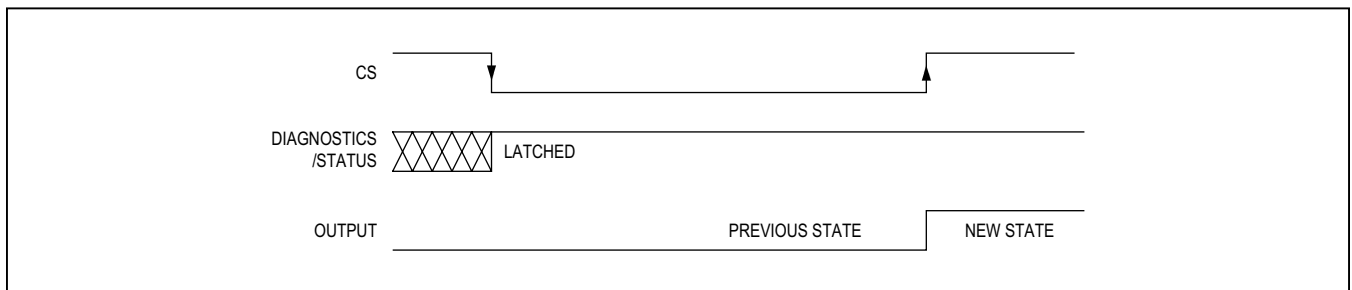 CS
DIAGNOSTICS
/STATUS
LATCHED
OUTPUT
PREVIOUS STATE
NEW STATE